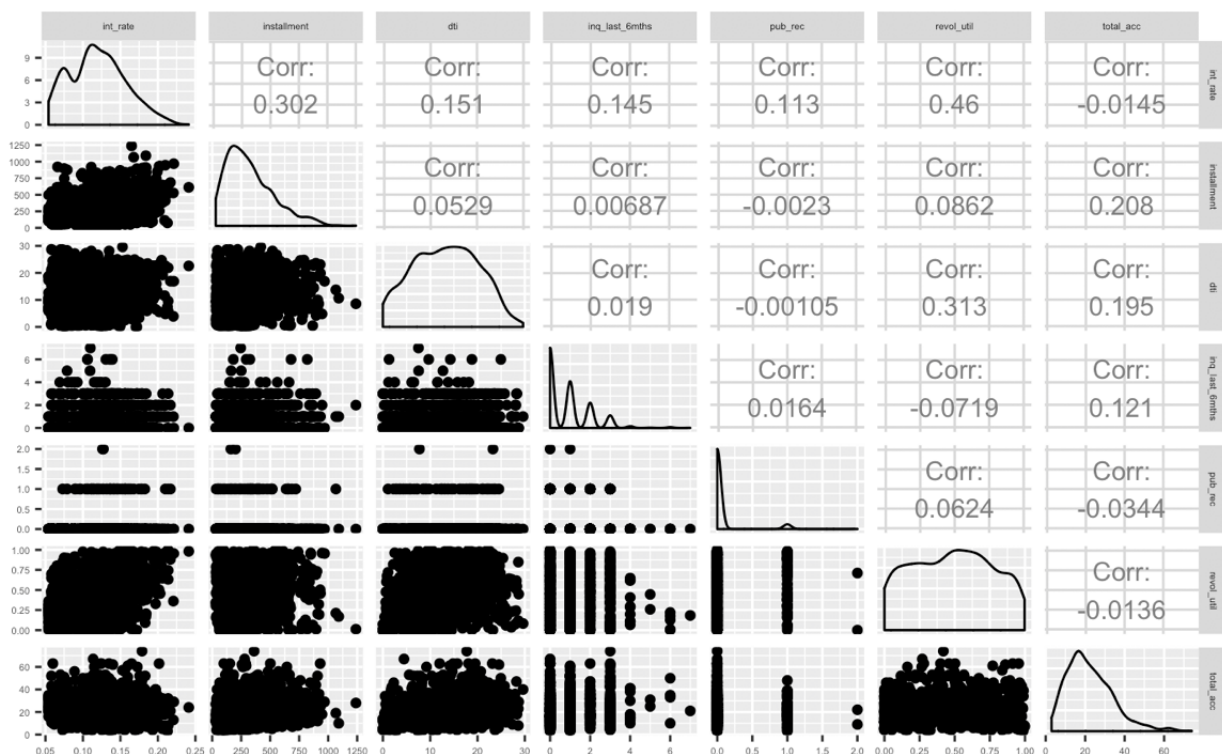 int_rate installment dti inq_last_6mths pub_rec revol_util total_acc
9
6
3
0
Corr:
0.302
Corr:
0.151
Corr:
0.145
Corr:
0.113
Corr:
0.46
Corr:
-0.0145
int_rate
1250
1000
750
500
250
0
Corr:
0.0529
Corr:
0.00687
Corr:
-0.0023
Corr:
0.0862
Corr:
0.208
installment
30
20
10
0
Corr:
0.019
Corr:
-0.00105
Corr:
0.313
Corr:
0.195
dti
6
4
2
0
Corr:
0.0164
Corr:
-0.0719
Corr:
0.121
inq_last_6mths
2.0
1.5
1.0
0.5
0.0
Corr:
0.0624
Corr:
-0.0344
pub_rec
1.00
0.75
0.50
0.25
0.00
Corr:
-0.0136
revol_util
60
40
20
0
total_acc
0.05 0.10 0.15 0.20 0.25 0 250 500 750 1000 1250 0 10 20 30 0 2 4 6 0.0 0.5 1.0 1.5 2.0 0.00 0.25 0.50 0.75 1.00 20 40 60